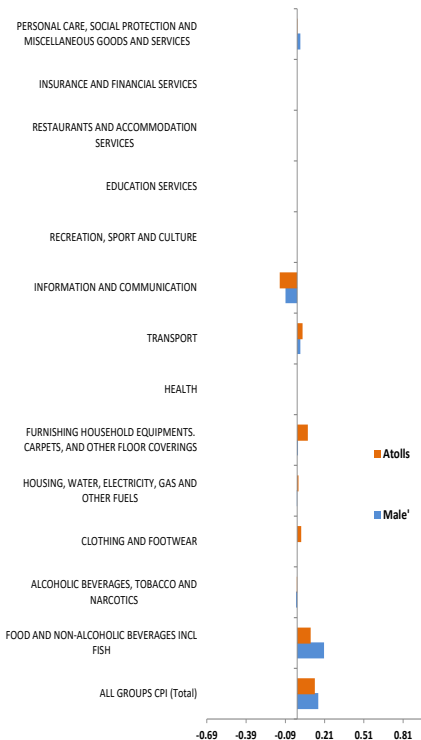 PERSONAL CARE, SOCIAL PROTECTION AND
MISCELLANEOUS GOODS AND SERVICES
INSURANCE AND FINANCIAL SERVICES
RESTAURANTS AND ACCOMMODATION
SERVICES
EDUCATION SERVICES
RECREATION, SPORT AND CULTURE
INFORMATION AND COMMUNICATION
TRANSPORT
HEALTH
FURNISHING HOUSEHOLD EQUIPMENTS.
CARPETS, AND OTHER FLOOR COVERINGS
HOUSING, WATER, ELECTRICITY, GAS AND
OTHER FUELS
CLOTHING AND FOOTWEAR
ALCOHOLIC BEVERAGES, TOBACCO AND
NARCOTICS
FOOD AND NON-ALCOHOLIC BEVERAGES INCL
FISH
ALL GROUPS CPI (Total)
Atolls
Male'
-0.69 -0.39 -0.09 0.21 0.51 0.81